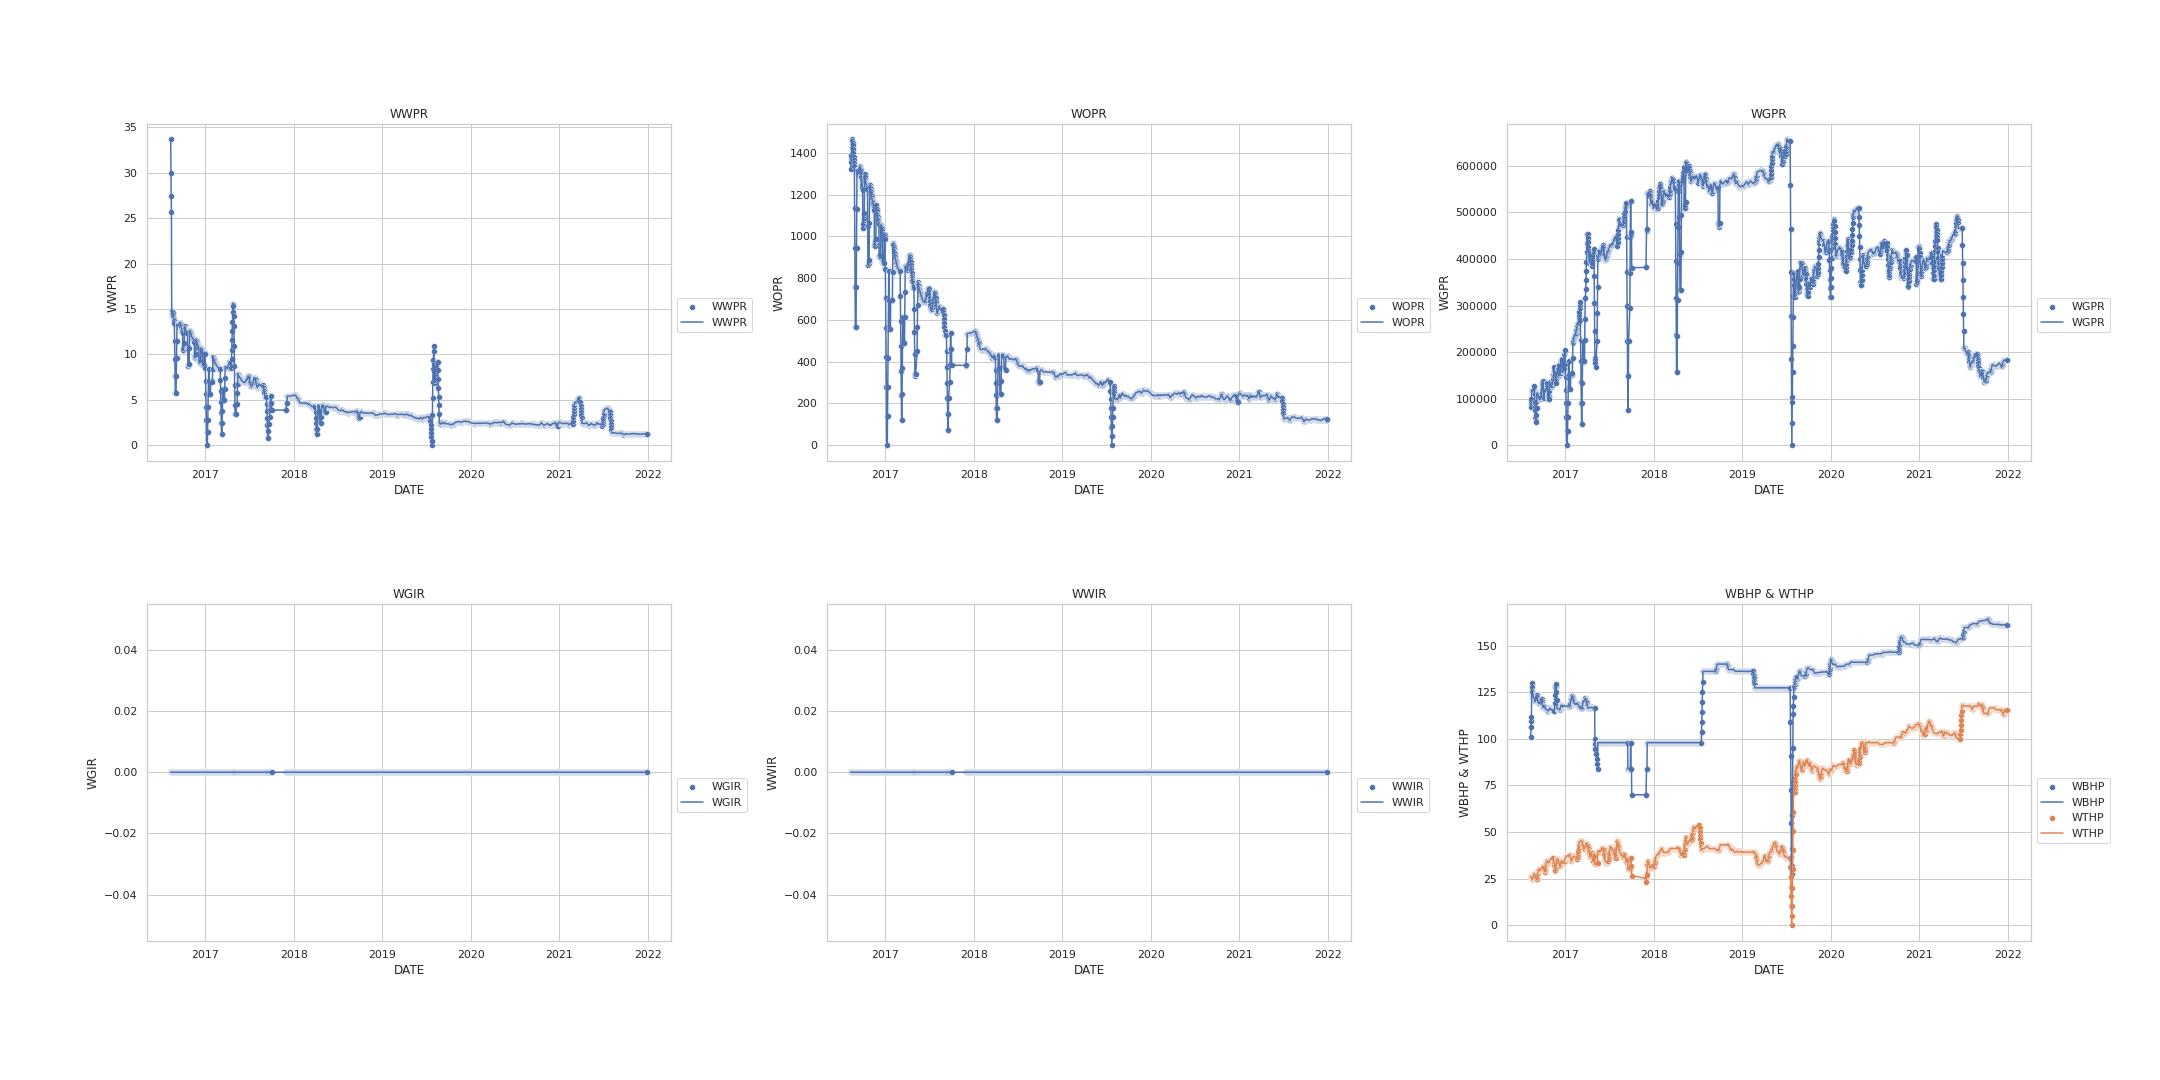 WWPR
WWPR
35
30
25
20
15
10
5
0
2017 2018 2019 2020 2021 2022
DATE
WWPR
WWPR
WOPR
WOPR
1400
1200
1000
800
600
400
200
0
2017 2018 2019 2020 2021 2022
DATE
WOPR
WOPR
WGPR
WGPR
600000
500000
400000
300000
200000
100000
0
2017 2018 2019 2020 2021 2022
DATE
WGPR
WGPR
WGIR
WGIR
0.04
0.02
0.00
−0.02
−0.04
2017 2018 2019 2020 2021 2022
DATE
WGIR
WGIR
WWIR
WWIR
0.04
0.02
0.00
−0.02
−0.04
2017 2018 2019 2020 2021 2022
DATE
WWIR
WWIR
WBHP & WTHP
WBHP & WTHP
150
125
100
75
50
25
0
2017 2018 2019 2020 2021 2022
DATE
WBHP
WBHP
WTHP
WTHP